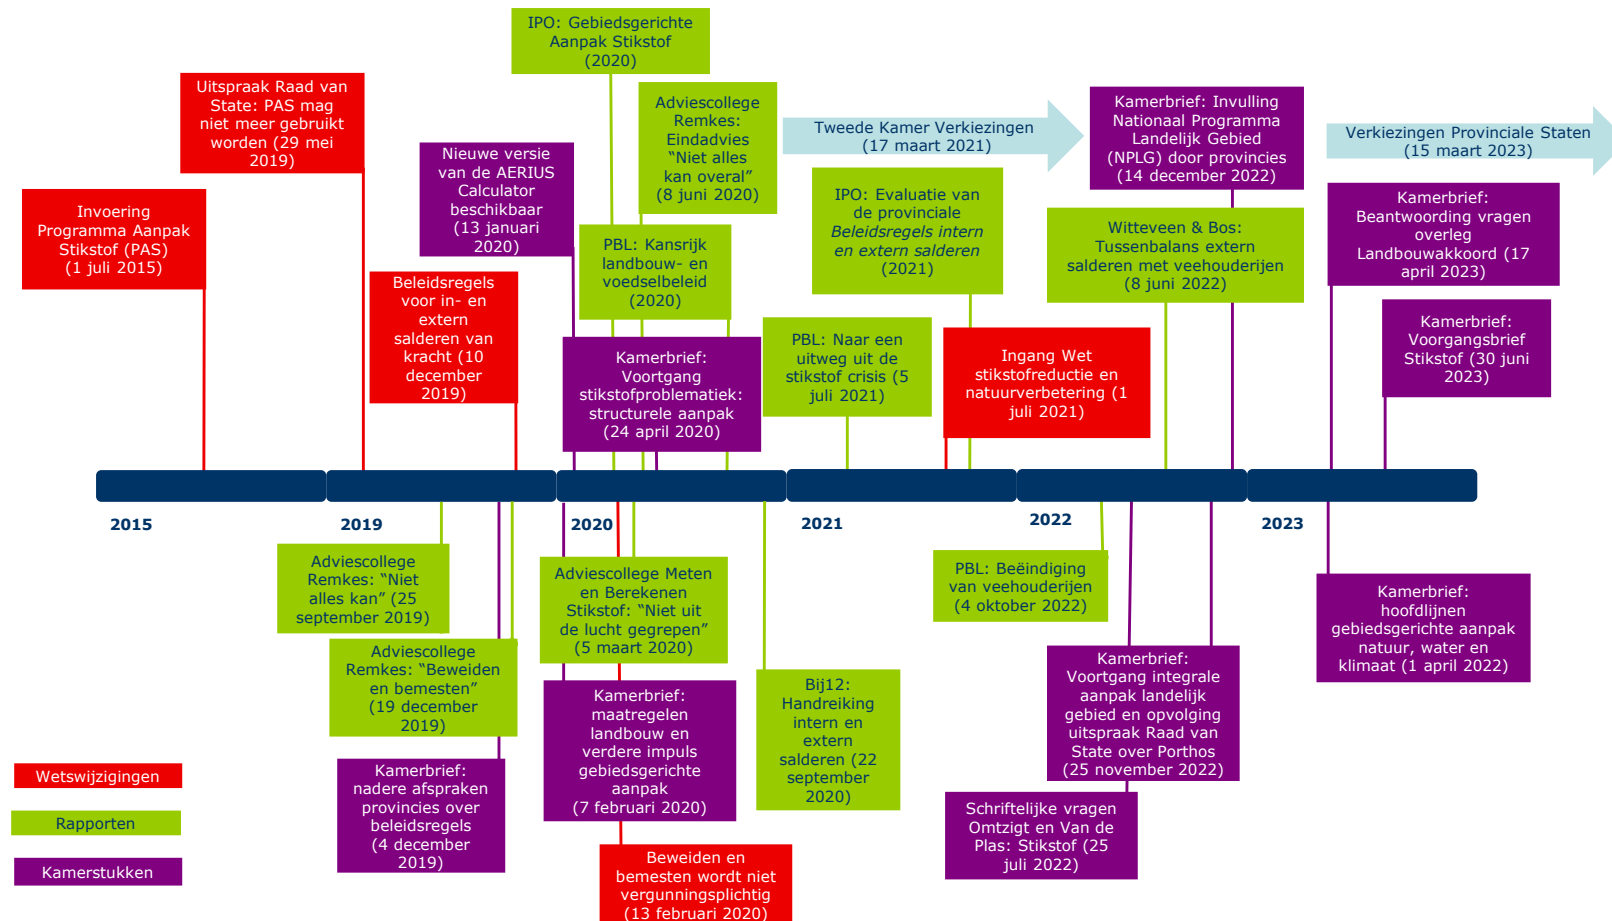 IPO: Gebiedsgerichte
Aanpak Stikstof
(2020)
Uitspraak Raad van
State: PAS mag
niet meer gebruikt
worden (29 mei
2019)
Adviescollege
Remkes:
Eindadvies
“Niet alles
kan overal”
(8 juni 2020)
Tweede Kamer Verkiezingen
(17 maart 2021)
Kamerbrief: Invulling
Nationaal Programma
Landelijk Gebied
(NPLG) door provincies
(14 december 2022)
Verkiezingen Provinciale Staten
(15 maart 2023)
Nieuwe versie
van de AERIUS
Calculator
beschikbaar
(13 januari
2020)
Invoering
Programma Aanpak
Stikstof (PAS)
(1 juli 2015)
IPO: Evaluatie van
de provinciale
Beleidsregels intern
en extern salderen
(2021)
Kamerbrief:
Beantwoording vragen
overleg
Landbouwakkoord (17
april 2023)
PBL: Kansrijk
landbouw- en
voedselbeleid
(2020)
Witteveen & Bos:
Tussenbalans extern
salderen met veehouderijen
(8 juni 2022)
Beleidsregels
voor in- en
extern
salderen van
kracht (10
december
2019)
Kamerbrief:
Voortgang
stikstofproblematiek:
structurele aanpak
(24 april 2020)
PBL: Naar een
uitweg uit de
stikstof crisis (5
juli 2021)
Ingang Wet
stikstofreductie en
natuurverbetering (1
juli 2021)
Kamerbrief:
Voorgangsbrief
Stikstof (30 juni
2023)
2015
2019
2020
2021
2022
2023
Adviescollege
Remkes: “Niet
alles kan” (25
september 2019)
Adviescollege Meten
en Berekenen
Stikstof: “Niet uit
de lucht gegrepen”
(5 maart 2020)
PBL: Beëindiging
van veehouderijen
(4 oktober 2022)
Kamerbrief:
hoofdlijnen
gebiedsgerichte aanpak
natuur, water en
klimaat (1 april 2022)
Adviescollege
Remkes: “Beweiden
en bemesten”
(19 december
2019)
Kamerbrief:
maatregelen
landbouw en
verdere impuls
gebiedsgerichte
aanpak
(7 februari 2020)
Bij12:
Handreiking
intern en
extern
salderen (22
september
2020)
Kamerbrief:
Voortgang integrale
aanpak landelijk
gebied en opvolging
uitspraak Raad van
State over Porthos
(25 november 2022)
Kamerbrief:
nadere afspraken
provincies over
beleidsregels
(4 december
2019)
Schriftelijke vragen
Omtzigt en Van de
Plas: Stikstof (25
juli 2022)
Beweiden en
bemesten wordt niet
vergunningsplichtig
(13 februari 2020)
Wetswijzigingen
Rapporten
Kamerstukken